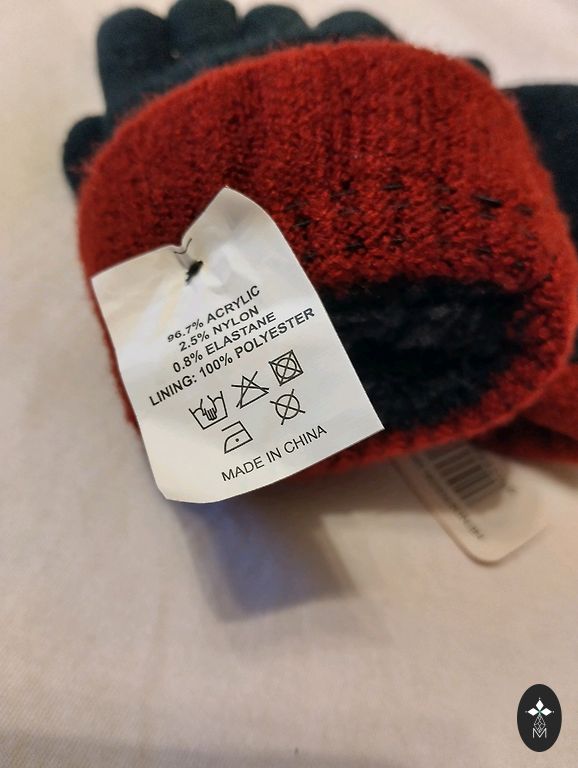 96.7% ACRYLIC
2.5% NYLON
0.8% ELASTANE
LINING: 100% POLYESTER
MADE IN CHINA
M